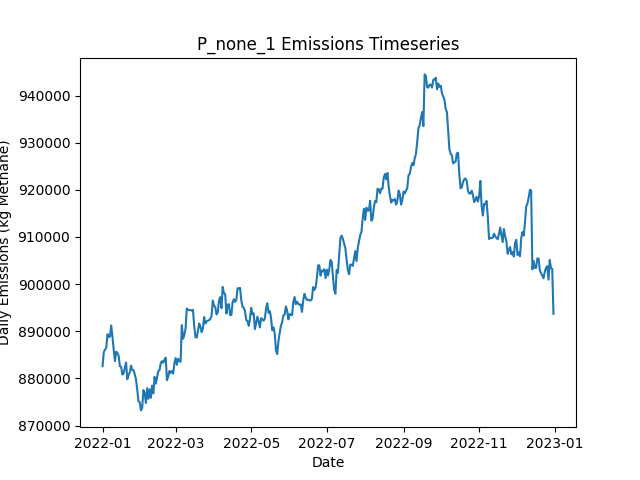 P_none_1 Emissions Timeseries
Daily Emissions (kg Methane)
940000
930000
920000
910000
900000
890000
880000
870000
2022-01 2022-03 2022-05 2022-07 2022-09 2022-11 2023-01
Date